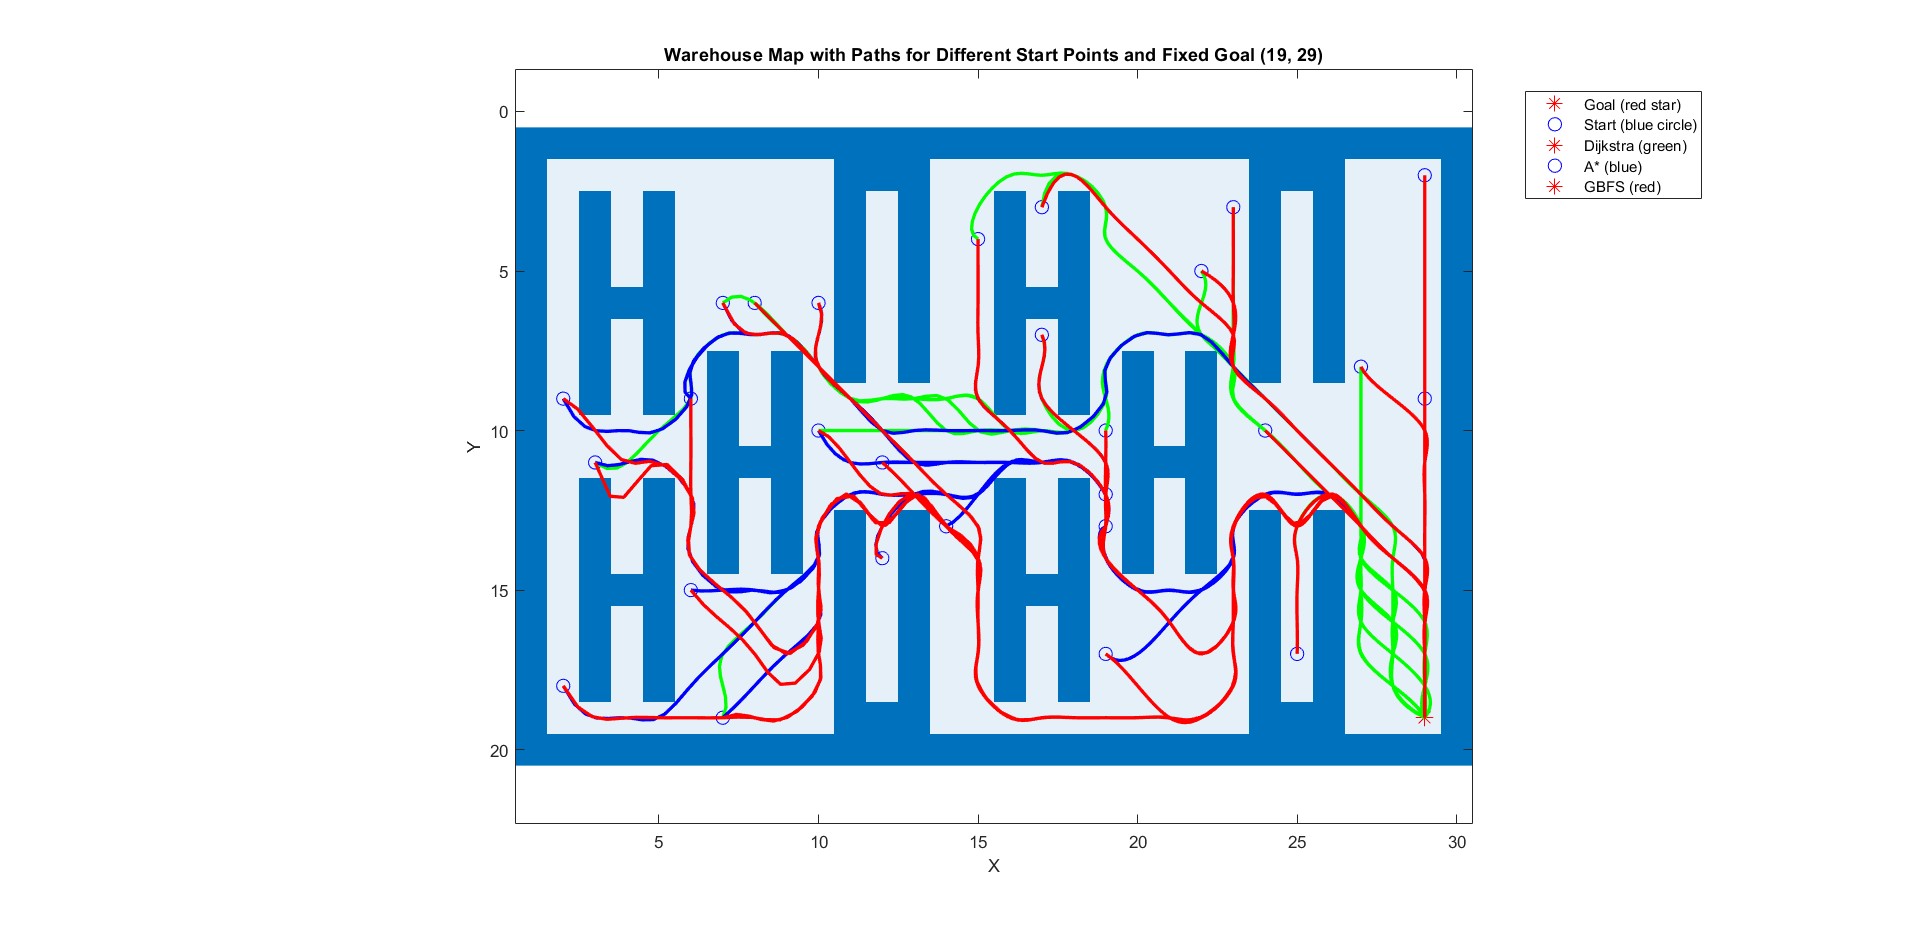 Warehouse Map with Paths for Different Start Points and Fixed Goal (19, 29)
Goal (red star)
Start (blue circle)
Dijkstra (green)
A* (blue)
GBFS (red)
0
5
10
15
20
Y
5
10
15
20
25
30
X